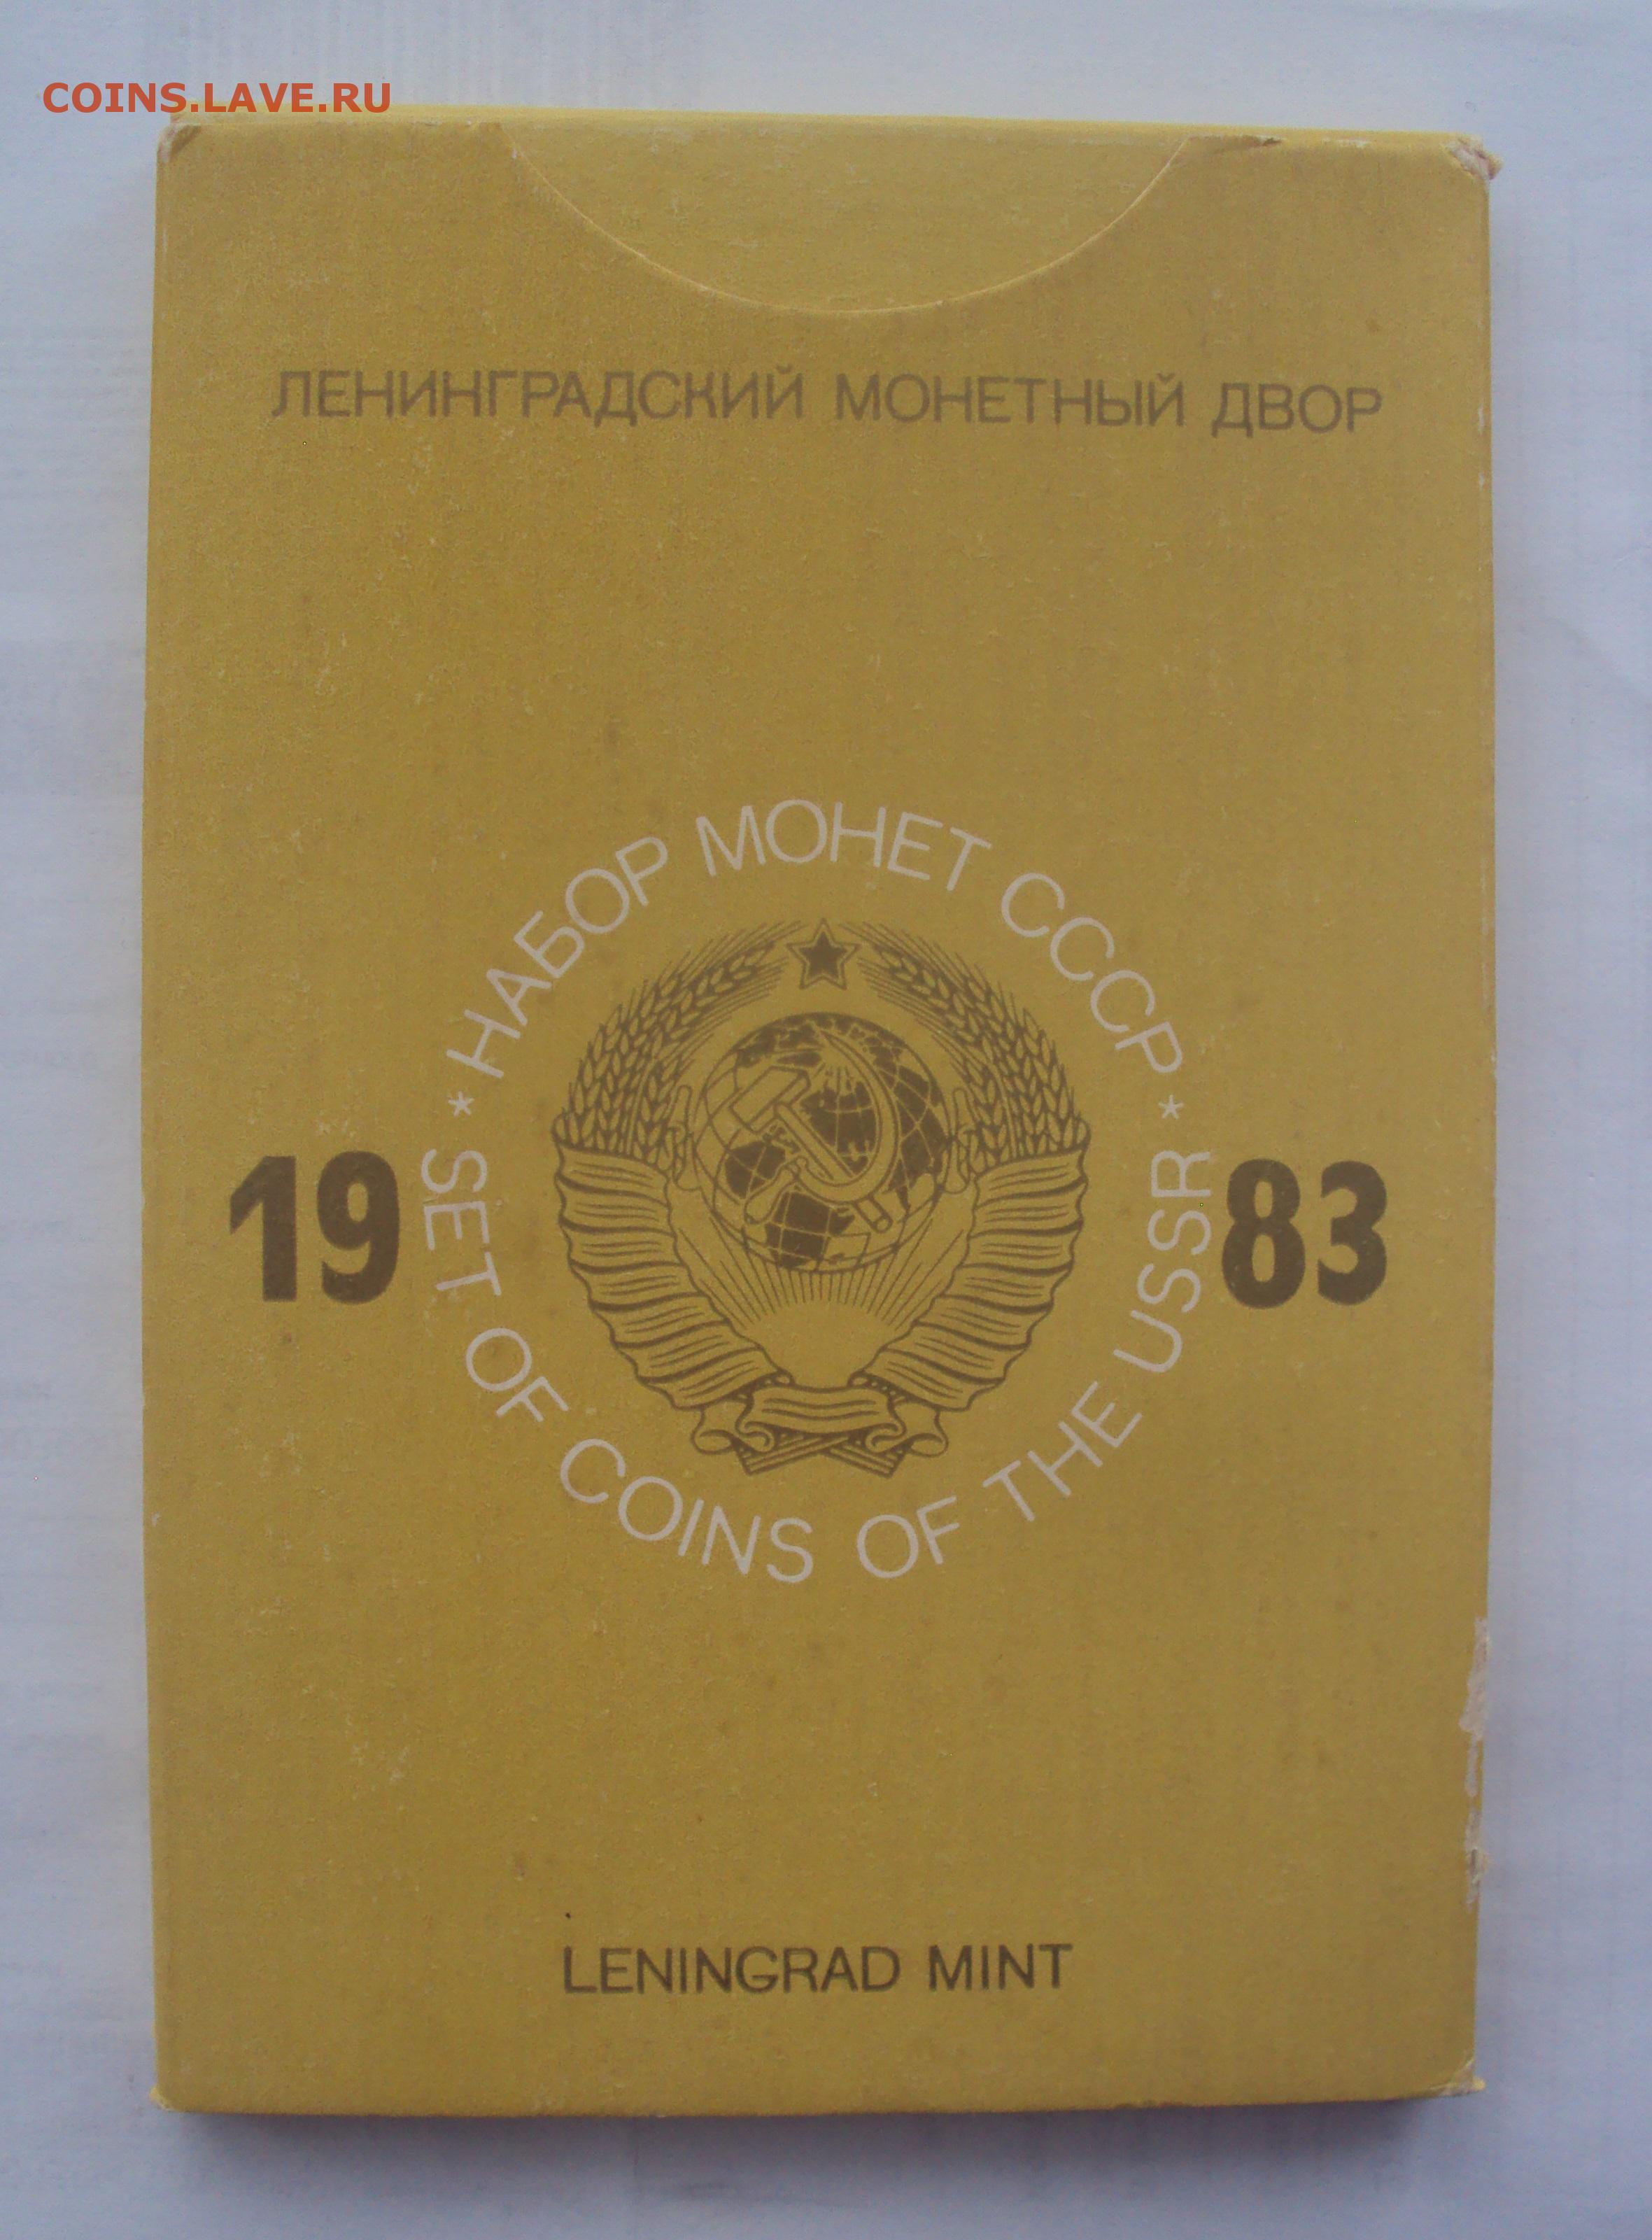 COINS.LAVE.RU
ЛЕНИНГРАДСКИЙ МОНЕТНЫЙ ДВОР
* НАБОР МОНЕТ СССР *
19 83
SET OF COINS OF THE USSR
LENINGRAD MINT